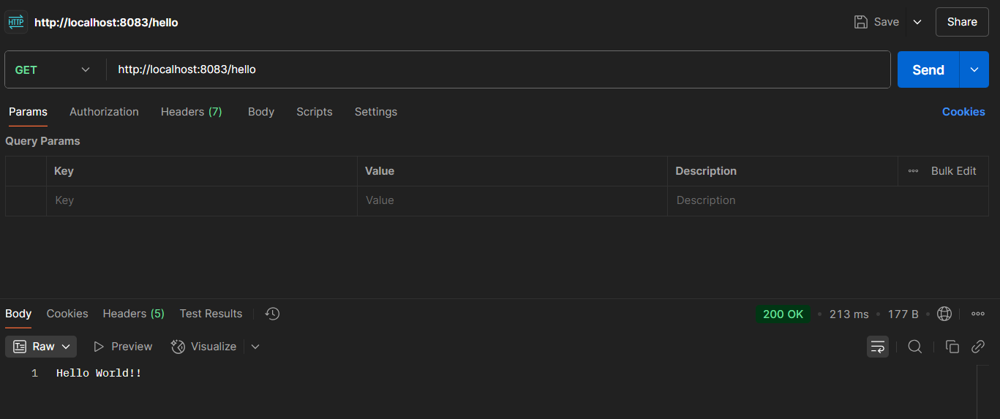 HTTP http://localhost:8083/hello Save Share
GET http://localhost:8083/hello Send
Params Authorization Headers (7) Body Scripts Settings Cookies
Query Params
Key Value Description Bulk Edit
Key Value Description
Body Cookies Headers (5) Test Results 200 OK • 213 ms • 177 B •
Raw Preview Visualize
1 Hello World!!